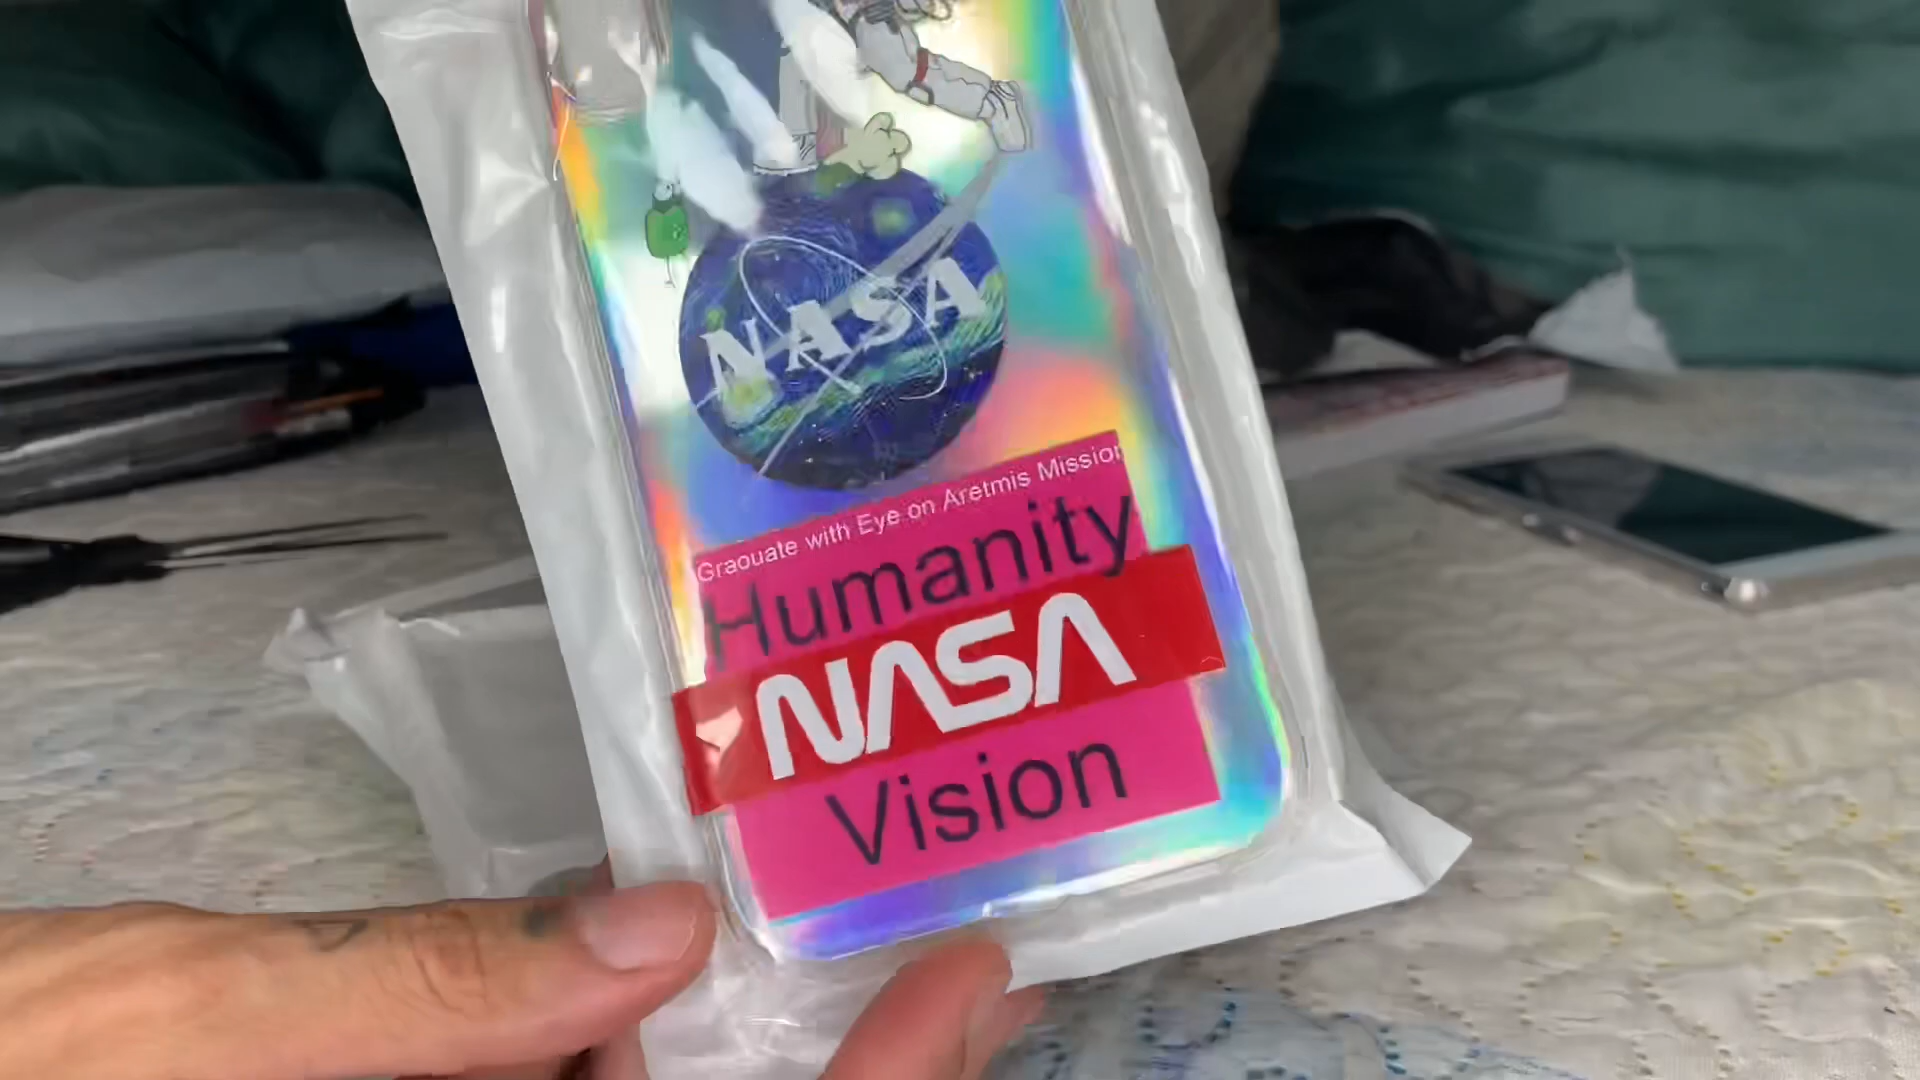 NASA
Graouate with Eye on Aretmis Mission
Humanity
NASA
Vision